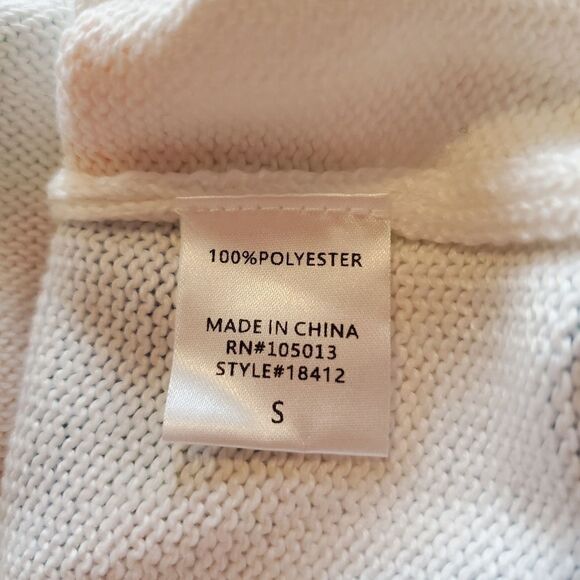 100%POLYESTER
MADE IN CHINA
RN#105013
STYLE#18412
S